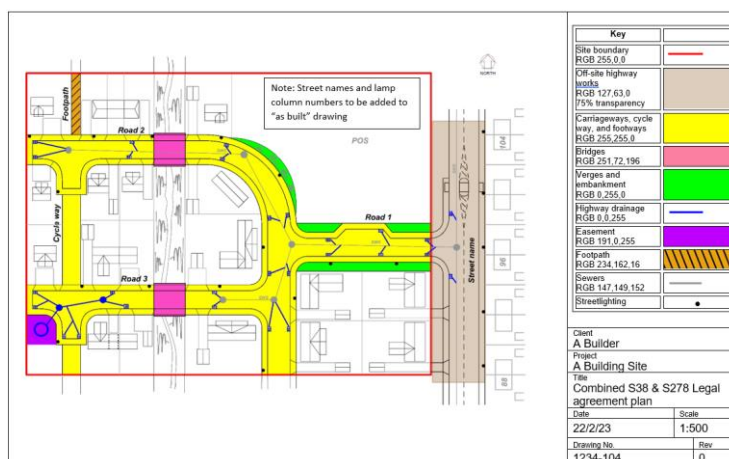 NORTH
Note: Street names and lamp
column numbers to be added to
"as built" drawing
Footpath
Road 2
POS
104
Road 1
Cycle way
Street name
96
Road 3
88
Key
Site boundary
RGB 255,0,0
Off-site highway
works
RGB 127,63,0
75% transparency
Carriageways, cycle
way, and footways
RGB 255,255,0
Bridges
RGB 251,72,196
Verges and
embankment
RGB 0,255,0
Highway drainage
RGB 0,0,255
Easement
RGB 191,0,255
Footpath
RGB 234,162,16
Sewers
RGB 147,149,152
Streetlighting
Client
A Builder
Project
A Building Site
Title
Combined S38 & S278 Legal
agreement plan
Date
Scale
22/2/23
1:500
Drawing No.
Rev
1234-104
0